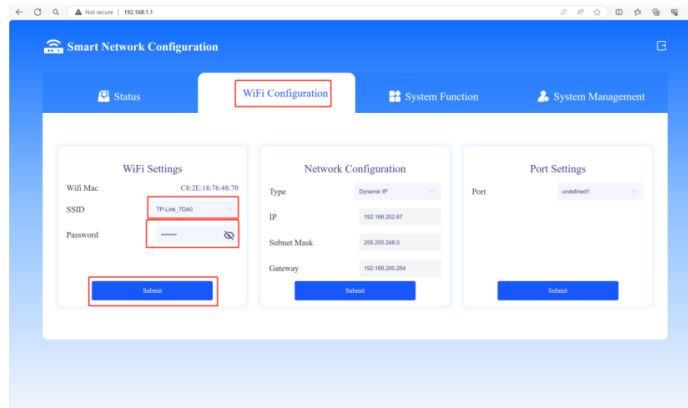 Not secure | 192.168.1.1
Smart Network Configuration
Status
WiFi Configuration
System Function
System Management
WiFi Settings
Wifi Mac C8:2E:18:76:48:70
SSID TP-Link_7DA0
Password
Submit
Network Configuration
Type Dynamic IP
IP 192.168.202.67
Subnet Mask 255.255.248.0
Gateway 192.168.200.254
Submit
Port Settings
Port undefined1
Submit